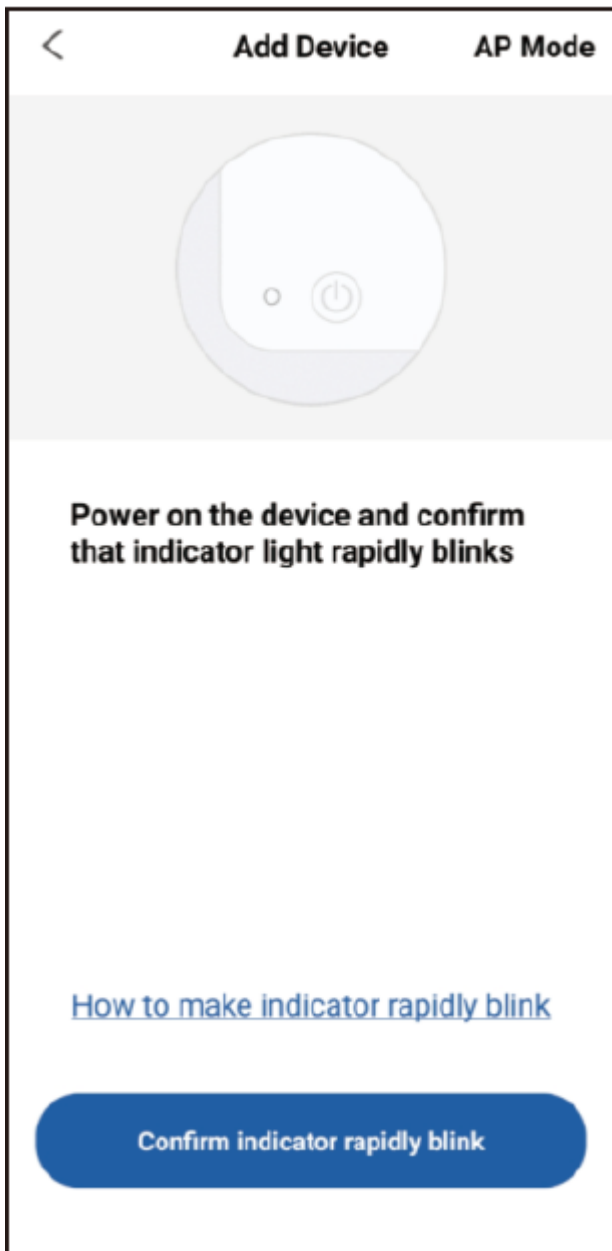 Add Device AP Mode
Power on the device and confirm
that indicator light rapidly blinks
How to make indicator rapidly blink
Confirm indicator rapidly blink